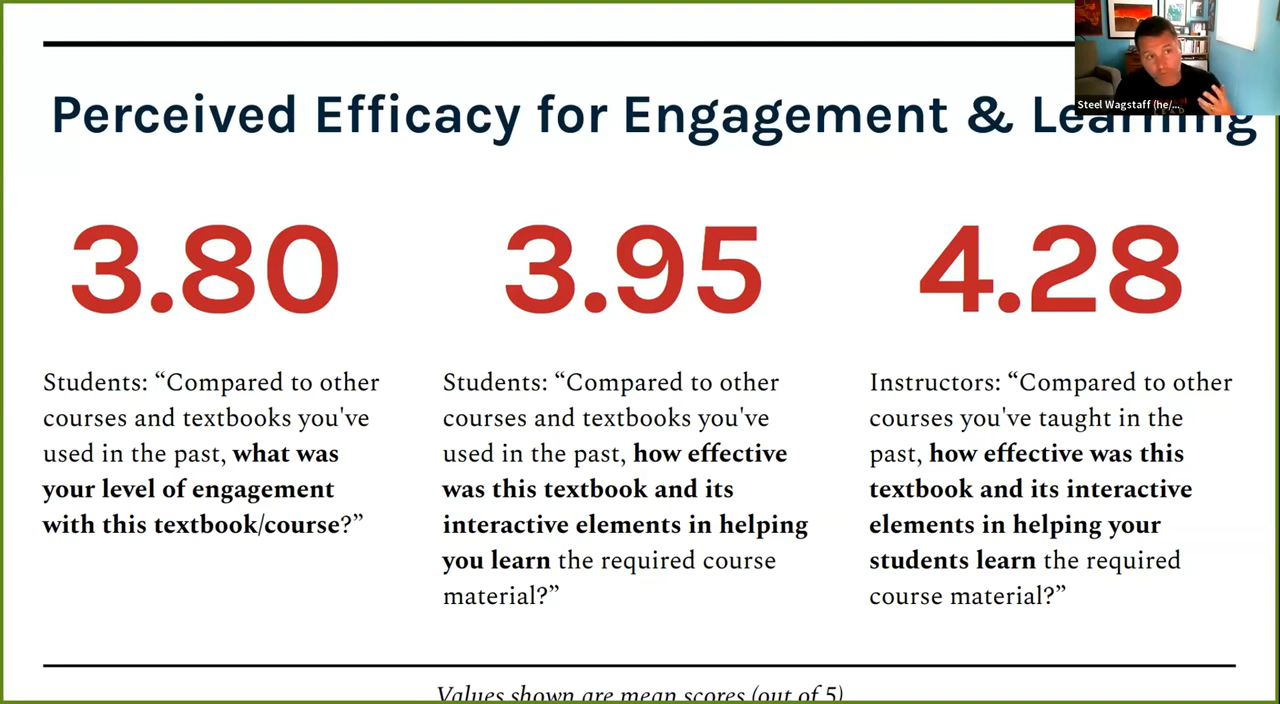 Steel Wagstaff (he/...
Perceived Efficacy for Engagement & Learning
3.80
3.95
4.28
Students: “Compared to other
courses and textbooks you've
used in the past, what was
your level of engagement
with this textbook/course?”
Students: “Compared to other
courses and textbooks you've
used in the past, how effective
was this textbook and its
interactive elements in helping
you learn the required course
material?”
Instructors: “Compared to other
courses you've taught in the
past, how effective was this
textbook and its interactive
elements in helping your
students learn the required
course material?”
Values shown are mean scores (out of 5)